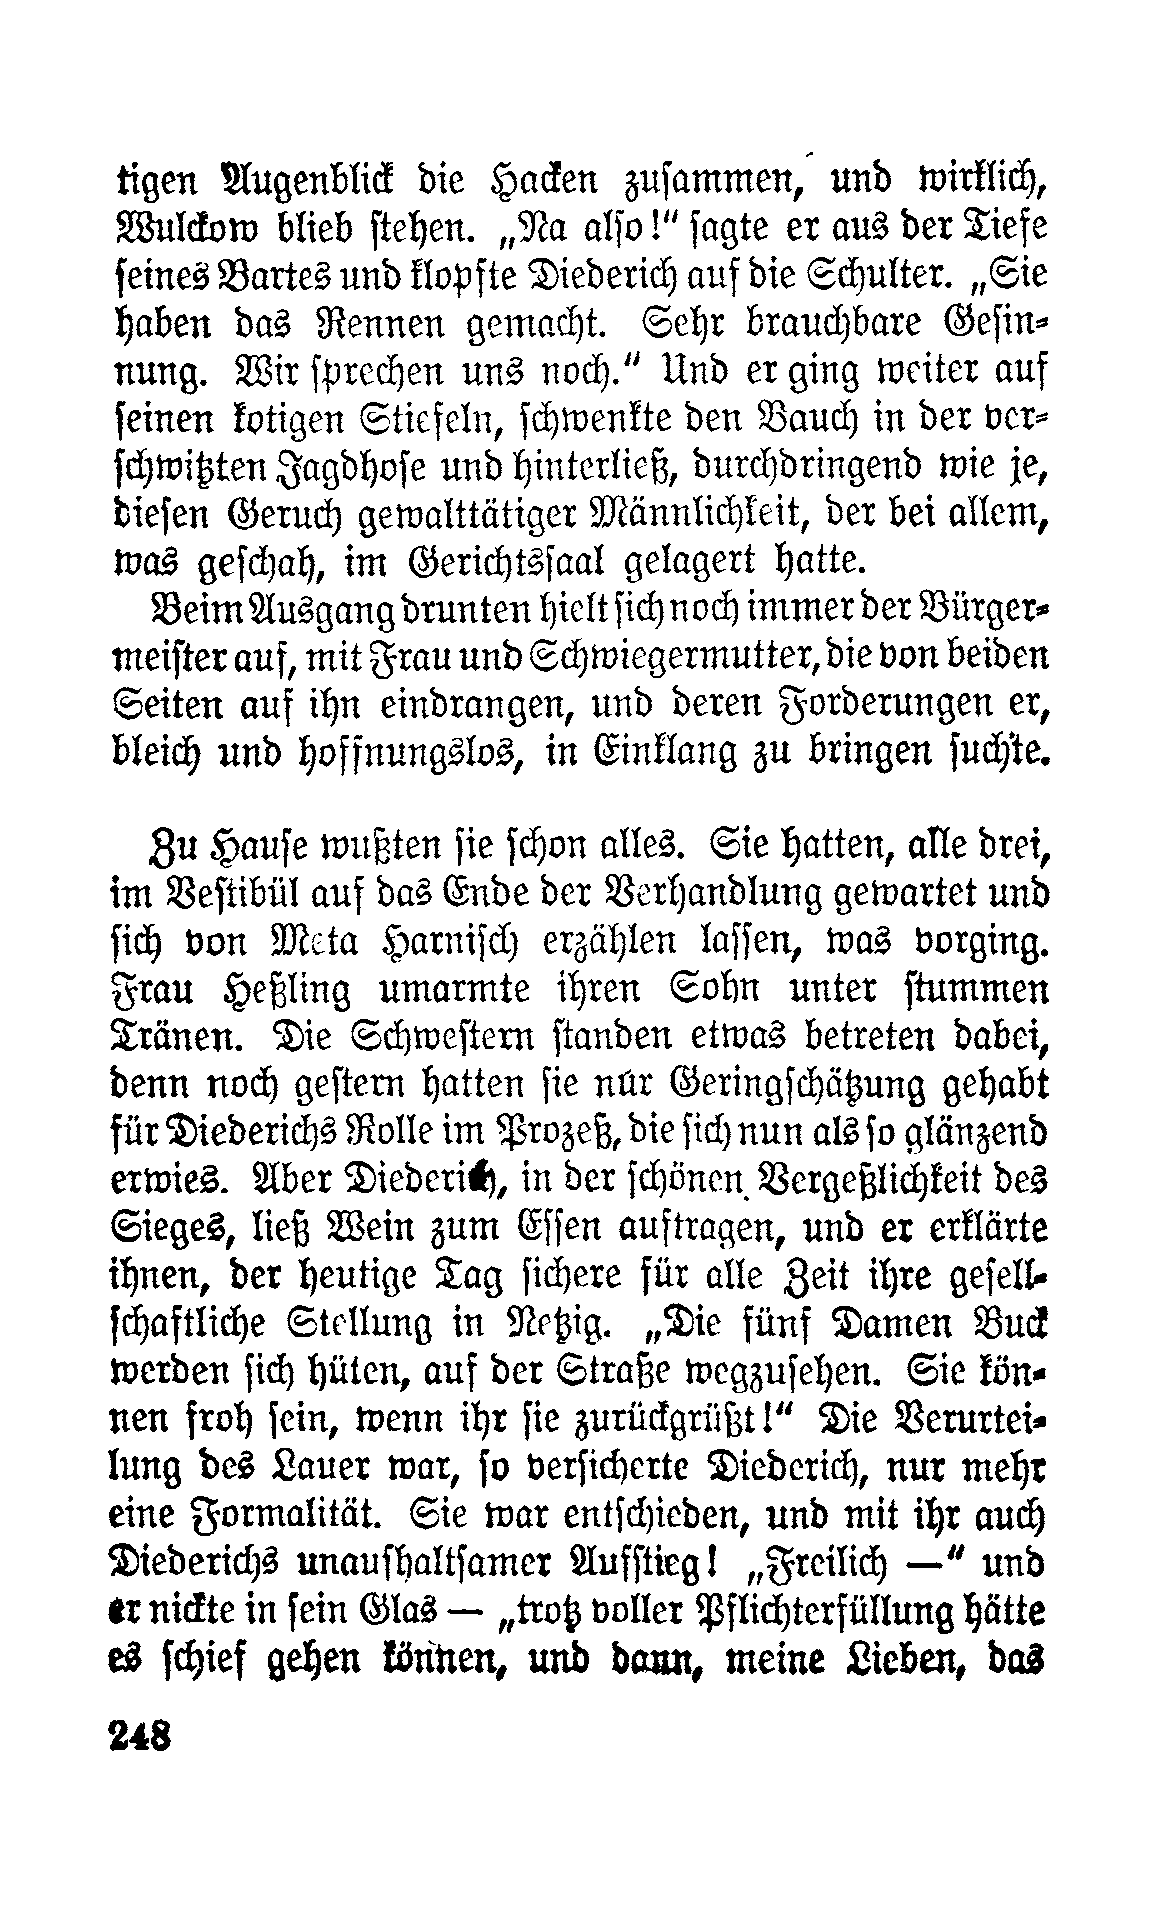 tigen Augenblick die Hacken zusammen, und wirklich,
Wulckow blieb stehen. „Na also!“ sagte er aus der Tiefe
seines Bartes und klopfte Diederich auf die Schulter. „Sie
haben das Rennen gemacht. Sehr brauchbare Gesin-
nung. Wir sprechen uns noch.“ Und er ging weiter auf
seinen kotigen Stiefeln, schwenkte den Bauch in der ver-
schwitzten Jagdhose und hinterließ, durchdringend wie je,
diesen Geruch gewalttätiger Männlichkeit, der bei allem,
was geschah, im Gerichtssaal gelagert hatte.
Beim Ausgang drunten hielt sich noch immer der Bürger-
meister auf, mit Frau und Schwiegermutter, die von beiden
Seiten auf ihn eindrangen, und deren Forderungen er,
bleich und hoffnungslos, in Einklang zu bringen suchte.
Zu Hause wußten sie schon alles. Sie hatten, alle drei,
im Vestibül auf das Ende der Verhandlung gewartet und
sich von Meta Harnisch erzählen lassen, was vorging.
Frau Heßling umarmte ihren Sohn unter stummen
Tränen. Die Schwestern standen etwas betreten dabei,
denn noch gestern hatten sie nur Geringschätzung gehabt
für Diederichs Rolle im Prozeß, die sich nun als so glänzend
erwies. Aber Diederich, in der schönen Vergeßlichkeit des
Sieges, ließ Wein zum Essen auftragen, und er erklärte
ihnen, der heutige Tag sichere für alle Zeit ihre gesell-
schaftliche Stellung in Netzig. „Die fünf Damen Buck
werden sich hüten, auf der Straße wegzusehen. Sie kön-
nen froh sein, wenn ihr sie zurückgrüßt!“ Die Verurtei-
lung des Lauer war, so versicherte Diederich, nur mehr
eine Formalität. Sie war entschieden, und mit ihr auch
Diederichs unaufhaltsamer Aufstieg! „Freilich —“ und
er nickte in sein Glas — „trotz voller Pflichterfüllung hätte
es schief gehen können, und dann, meine Lieben, das
248